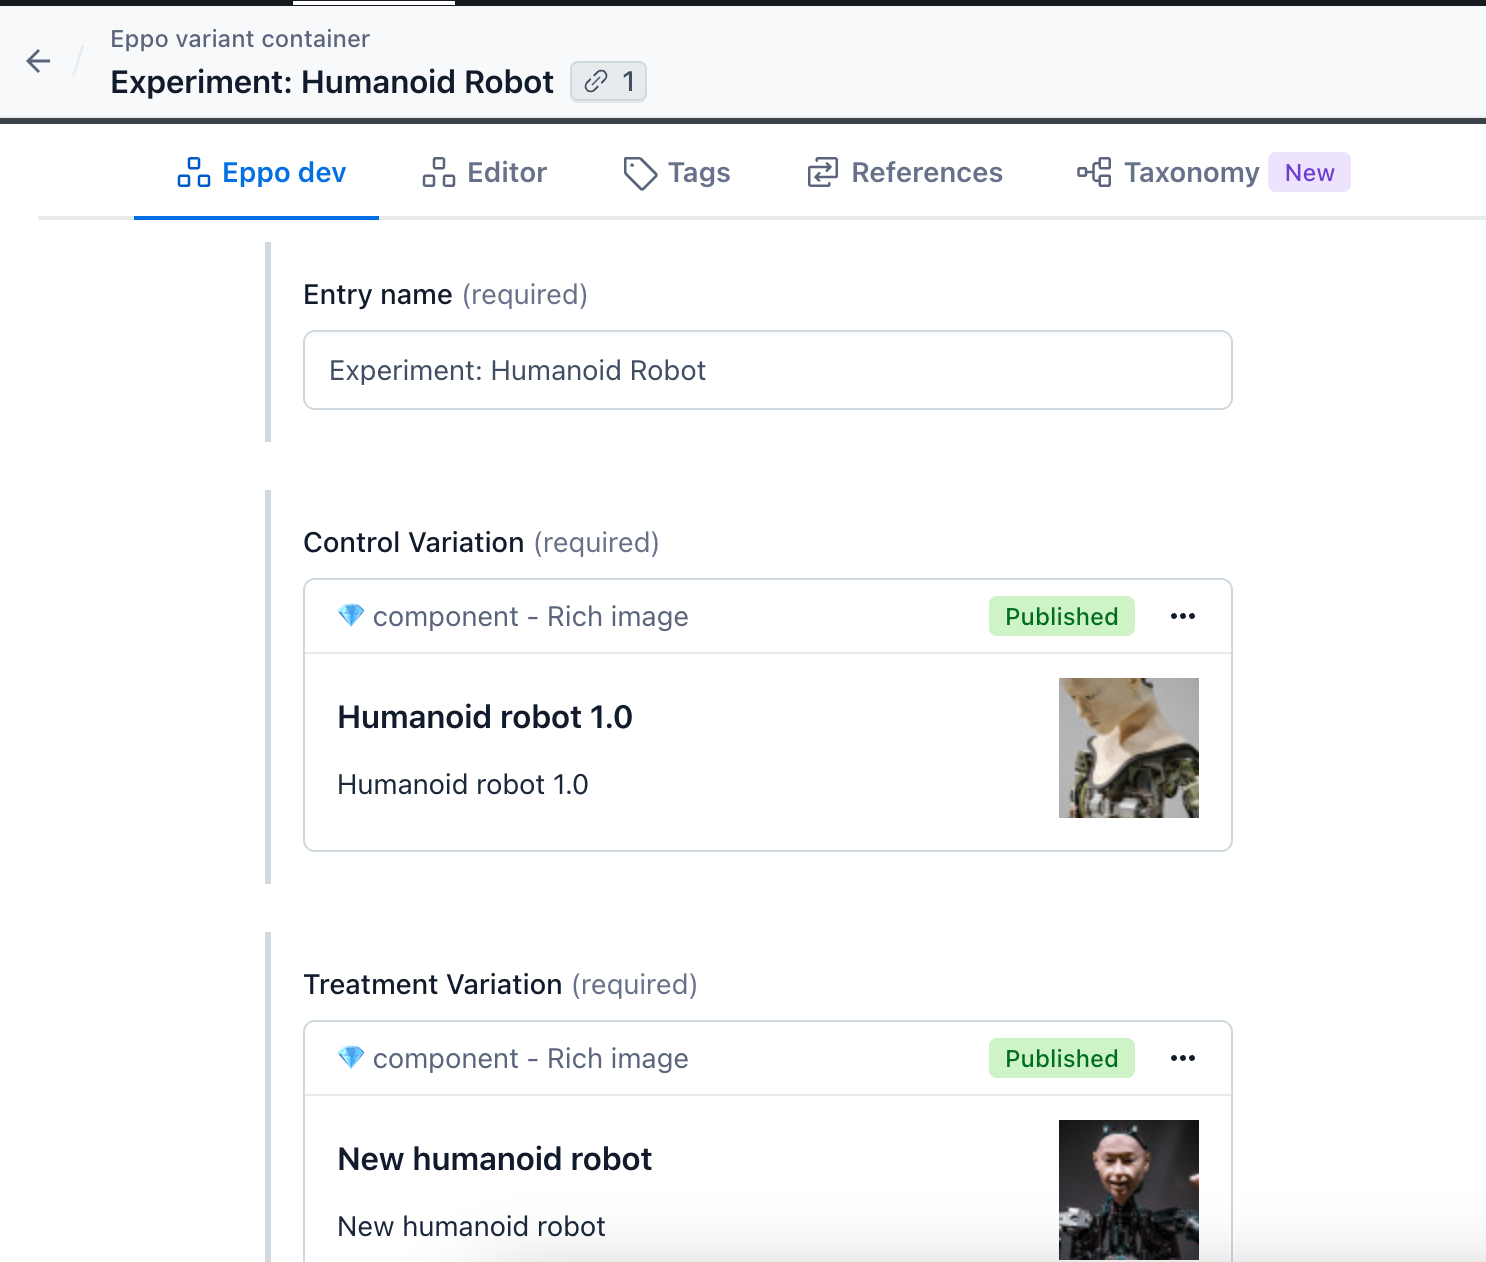 Eppo variant container
Experiment: Humanoid Robot 1
Eppo dev Editor Tags References Taxonomy New
Entry name (required)
Experiment: Humanoid Robot
Control Variation (required)
component - Rich image Published
Humanoid robot 1.0
Humanoid robot 1.0
Treatment Variation (required)
component - Rich image Published
New humanoid robot
New humanoid robot